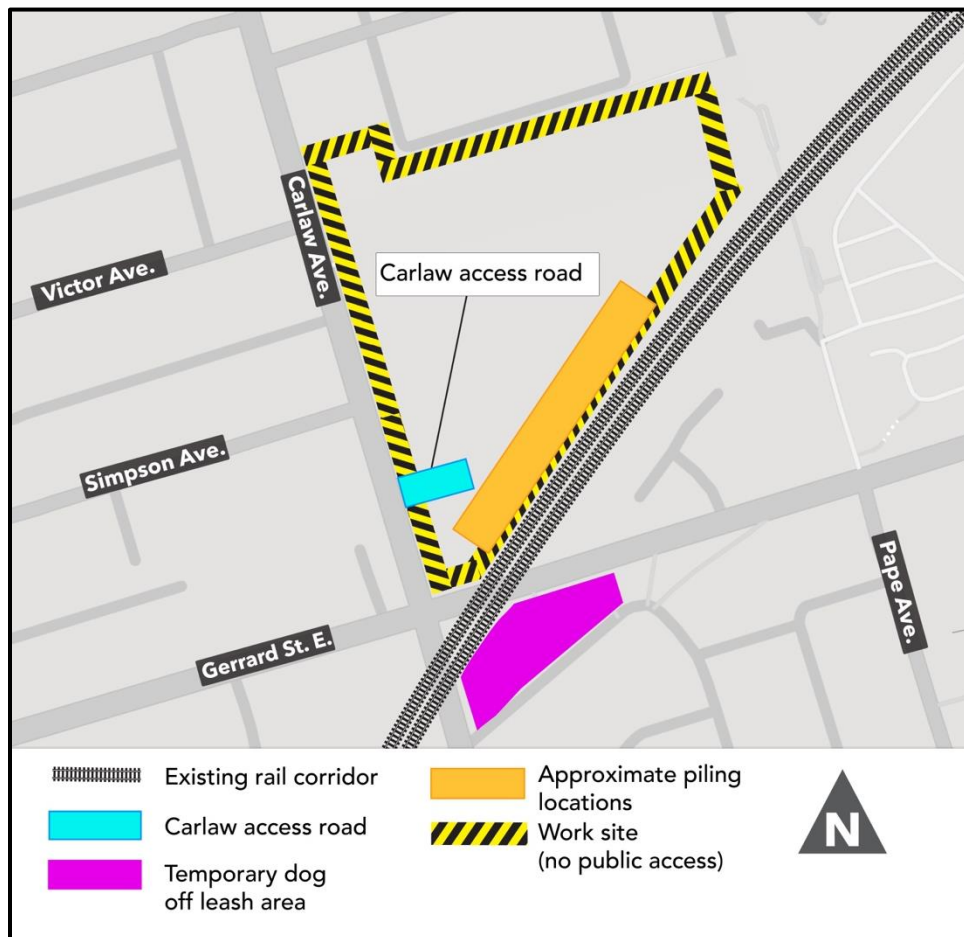 Carlaw Ave.
Victor Ave.
Carlaw access road
Simpson Ave.
Pape Ave.
Gerrard St. E.
Existing rail corridor
Carlaw access road
Temporary dog
off leash area
Approximate piling
locations
Work site
(no public access)
N